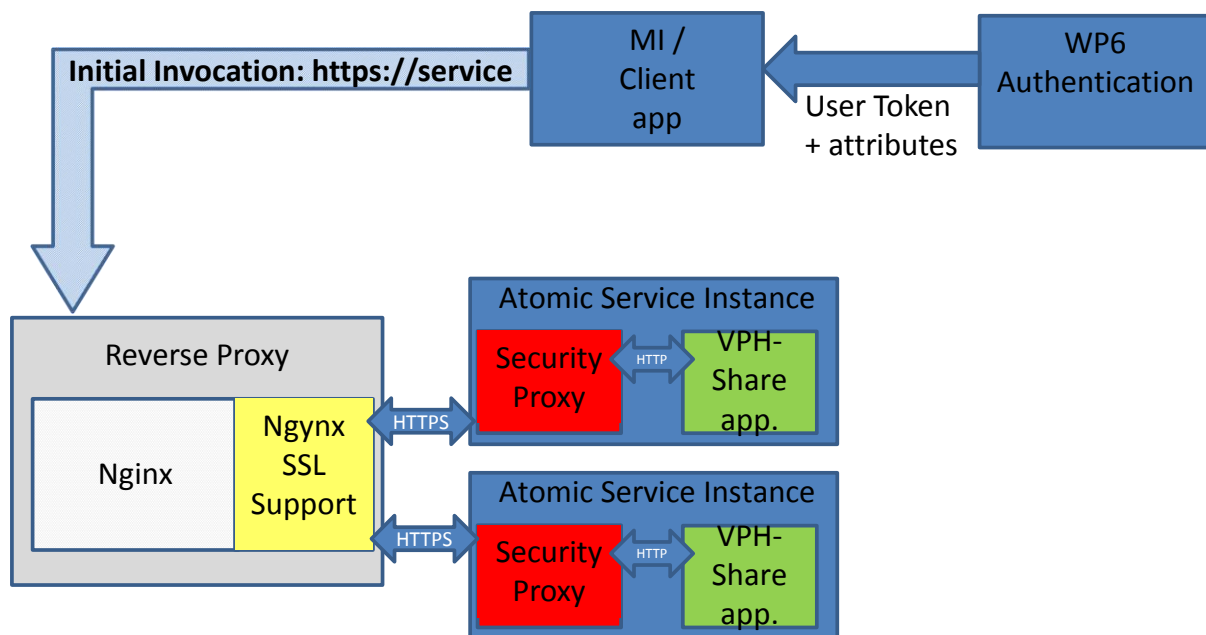 MI /
Client
app
WP6
Authentication
Initial Invocation: https://service
User Token
+ attributes
Reverse Proxy
Nginx
Ngynx
SSL
Support
HTTPS
HTTPS
Atomic Service Instance
Security
Proxy
HTTP
VPH-
Share
app.
Atomic Service Instance
Security
Proxy
HTTP
VPH-
Share
app.